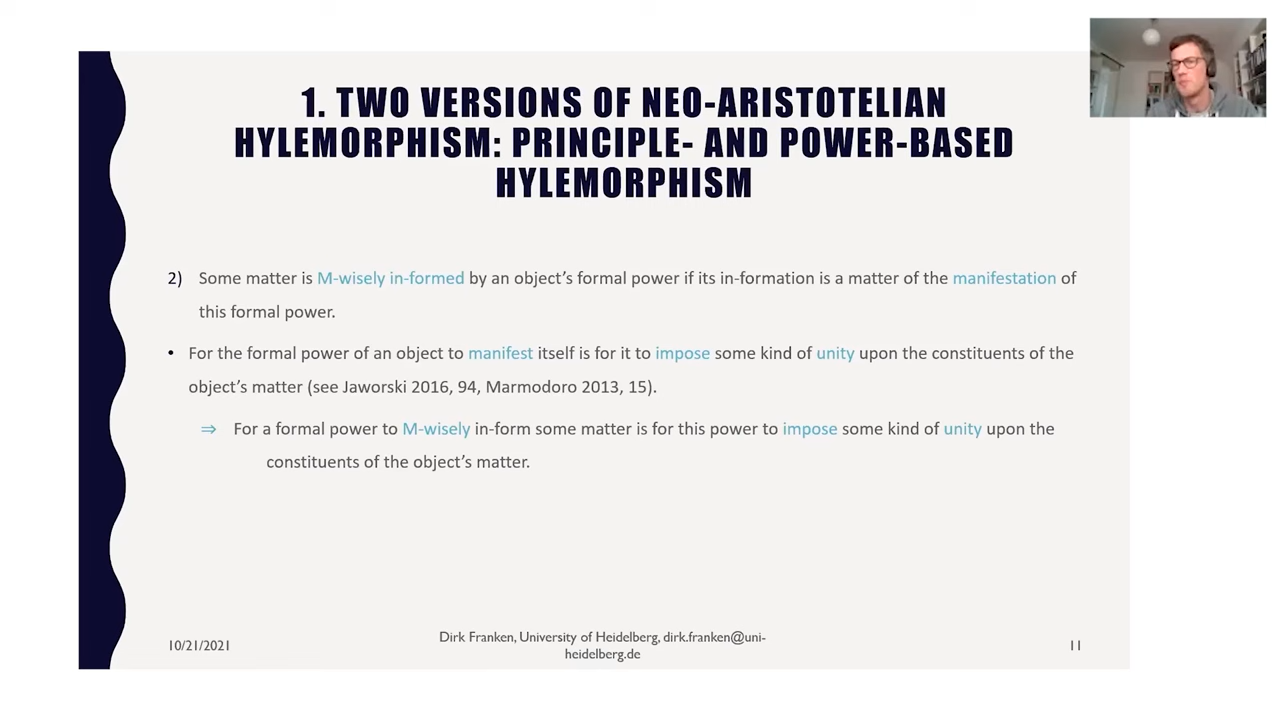 1. TWO VERSIONS OF NEO-ARISTOTELIAN
HYLEMORPHISM: PRINCIPLE- AND POWER-BASED
HYLEMORPHISM
2) Some matter is M-wisely in-formed by an object's formal power if its in-formation is a matter of the manifestation of
this formal power.
• For the formal power of an object to manifest itself is for it to impose some kind of unity upon the constituents of the
object's matter (see Jaworski 2016, 94, Marmodoro 2013, 15).
⇒ For a formal power to M-wisely in-form some matter is for this power to impose some kind of unity upon the
constituents of the object's matter.
10/21/2021
Dirk Franken, University of Heidelberg, dirk.franken@uni-
heidelberg.de
11